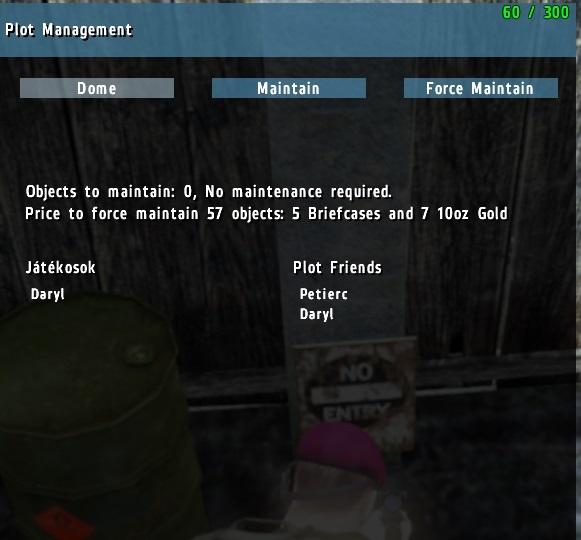 60 / 300
Plot Management
Dome
Maintain
Force Maintain
Objects to maintain: 0, No maintenance required.
Price to force maintain 57 objects: 5 Briefcases and 7 10oz Gold
Játékosok
Plot Friends
Daryl
Petierc
Daryl
NO
ENTRY